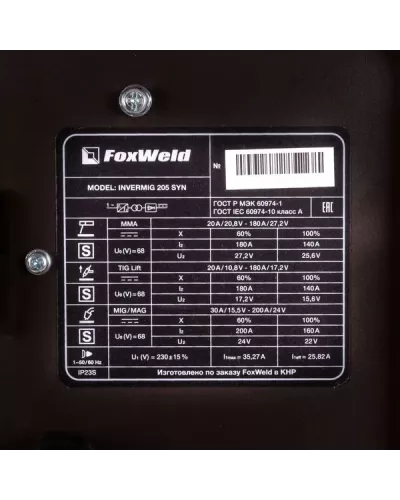 FoxWeld
№
MODEL: INVERMIG 205 SYN
ГОСТ Р МЭК 60974-1
ГОСТ IEC 60974-10 класс А
EAC
MMA 20A/20,8V - 180A/27,2V
X 60% 100%
S U₀(V)=68 I₂ 180A 140A
U₂ 27,2V 25,6V
TIG Lift 20A/10,8V - 180A/17,2V
X 60% 100%
S U₀(V)=68 I₂ 180A 140A
U₂ 17,2V 15,6V
MIG/MAG 30A/15,5V - 200A/24V
X 60% 100%
S U₀(V)=68 I₂ 200A 160A
U₂ 24V 22V
1~50/60 Hz U₁ (V) = 230±15% I₁max = 35,27A I₁eff = 25,82A
IP23S Изготовлено по заказу FoxWeld в КНР